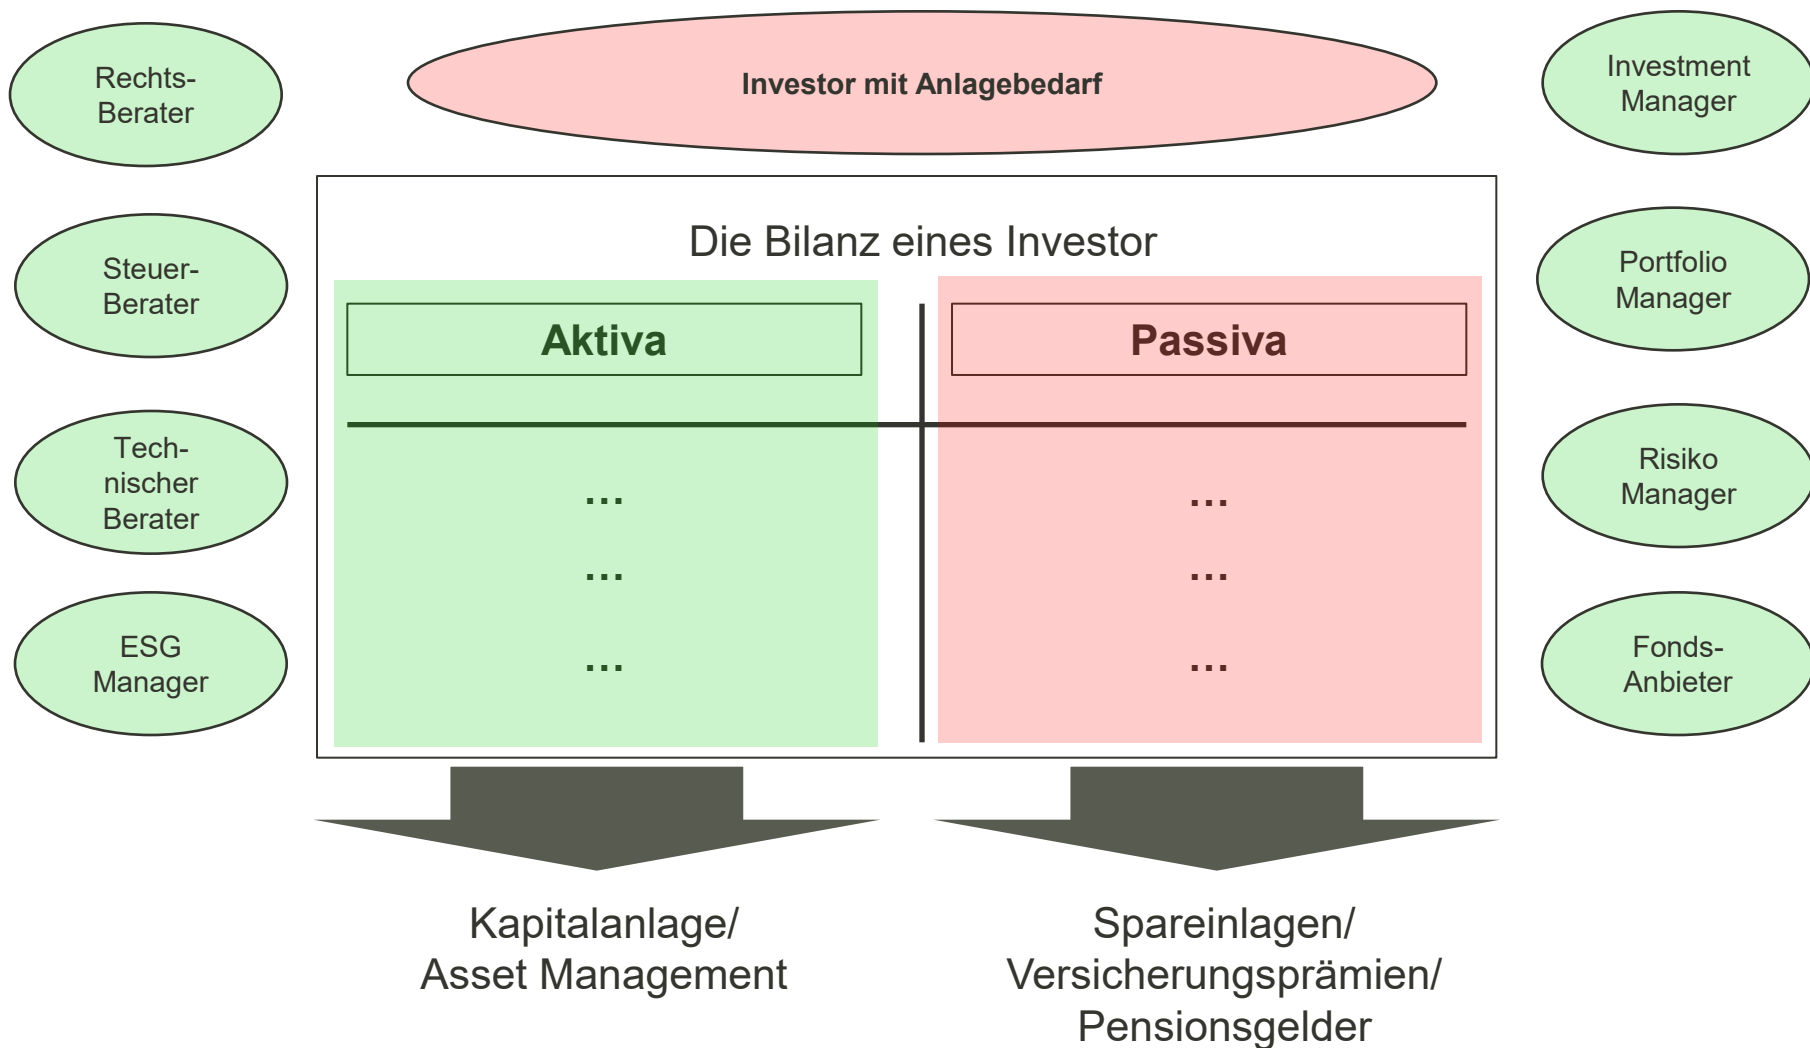 Rechts-
Berater
Investor mit Anlagebedarf
Investment
Manager
Die Bilanz eines Investor
Steuer-
Berater
Portfolio
Manager
Aktiva
Passiva
Tech-
nischer
Berater
...
...
Risiko
Manager
...
...
ESG
Manager
...
...
Fonds-
Anbieter
Kapitalanlage/
Asset Management
Spareinlagen/
Versicherungsprämien/
Pensionsgelder